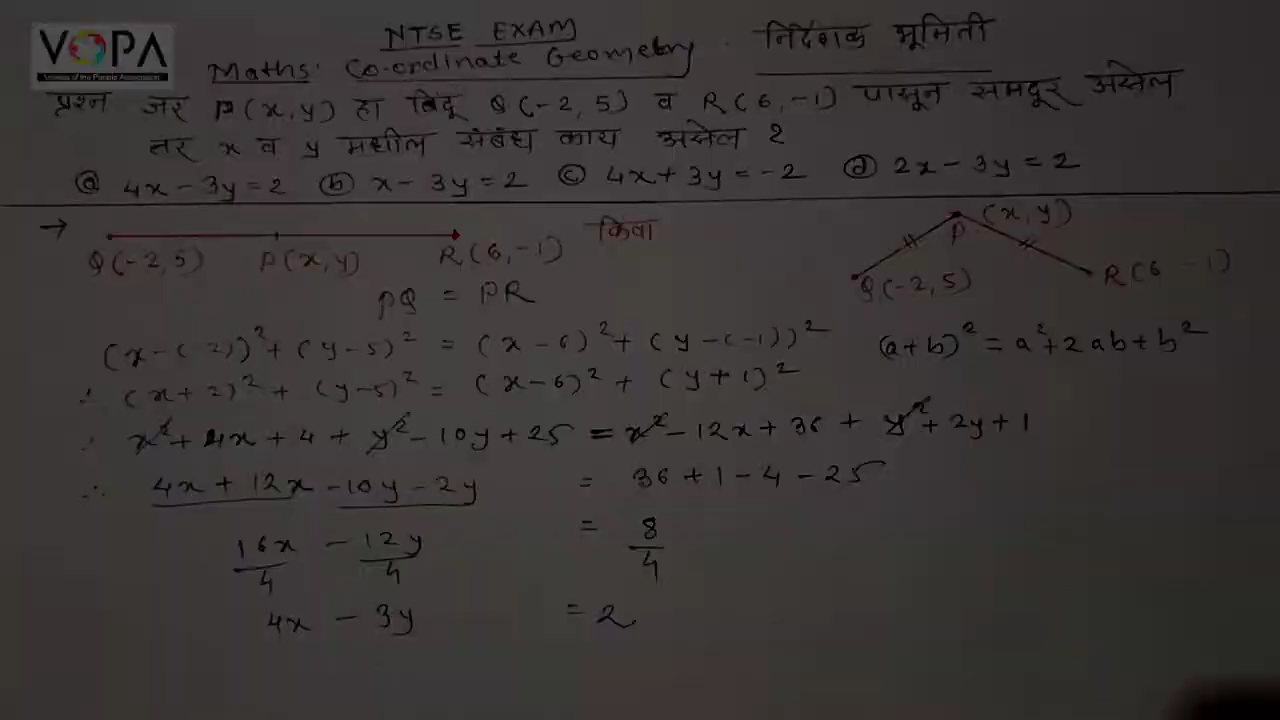 VOPA
NTSE EXAM
Maths: Co-ordinate Geometry. निर्देशक भूमिती
प्रश्न जर P(x,y) हा बिंदू Q(-2,5) व R(6,-1) पासून समदूर असेल
तर x व y मधील संबंध काय असेल ?
ⓐ 4x-3y=2 ⓑ x-3y=2 ⓒ 4x+3y=-2 ⓓ 2x-3y=2
→ Q(-2,5) P(x,y) R(6,-1) किंवा (x,y) P Q(-2,5) R(6 -1)
PQ = PR
(x-(-2))²+(y-5)² = (x-6)²+(y-(-1))² (a+b)²=a²+2ab+b²
∴ (x+2)²+(y-5)²=(x-6)²+(y+1)²
∴ x²+4x+4+y²-10y+25=x²-12x+36+y²+2y+1
∴ 4x+12x-10y-2y = 36+1-4-25
16x/4 - 12y/4 = 8/4
4x - 3y = 2